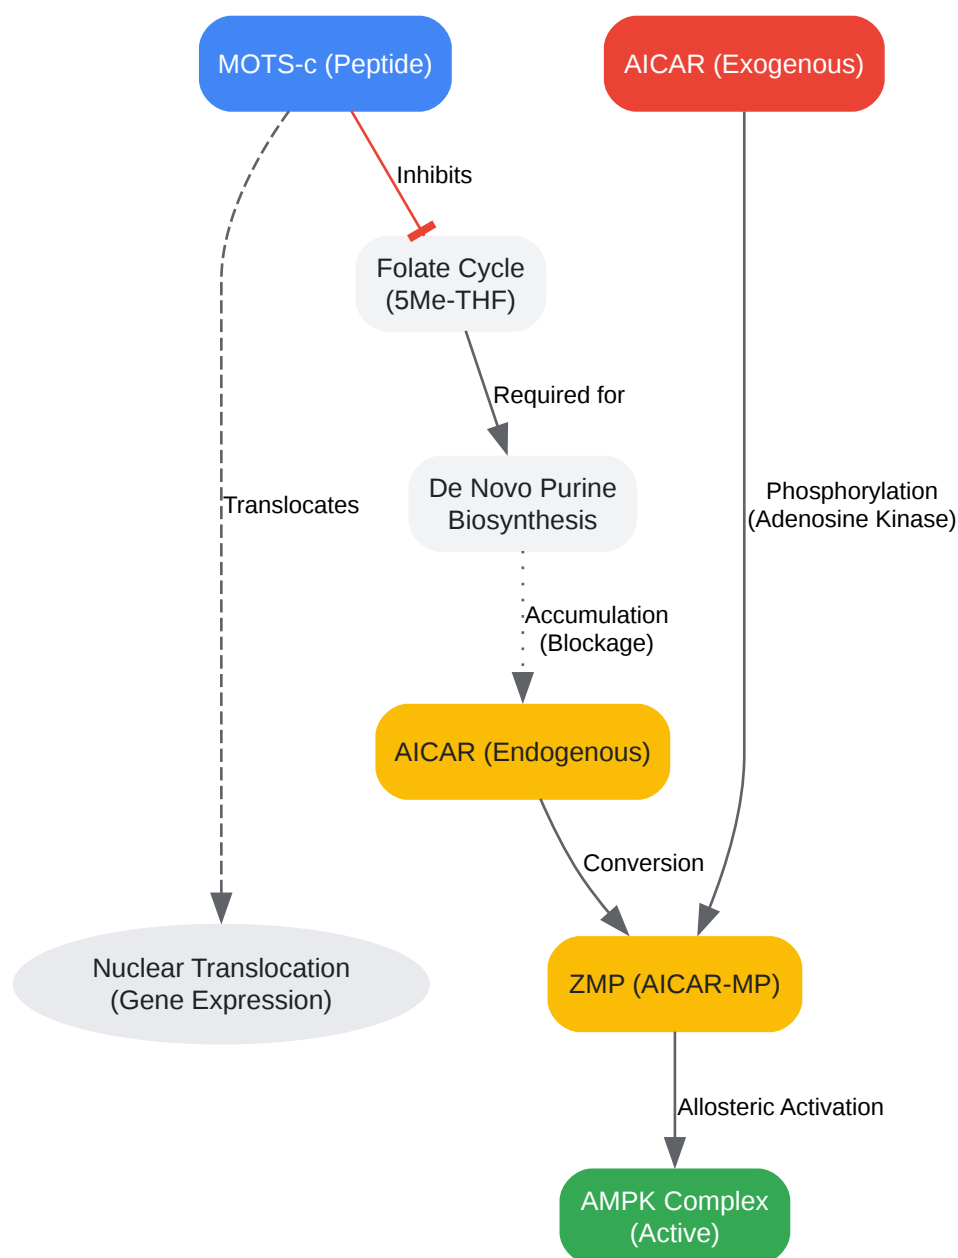 MOTS-c (Peptide)
AICAR (Exogenous)
Inhibits
Folate Cycle
(5Me-THF)
Required for
De Novo Purine
Biosynthesis
Translocates
Phosphorylation
(Adenosine Kinase)
Accumulation
(Blockage)
AICAR (Endogenous)
Conversion
Nuclear Translocation
(Gene Expression)
ZMP (AICAR-MP)
Allosteric Activation
AMPK Complex
(Active)